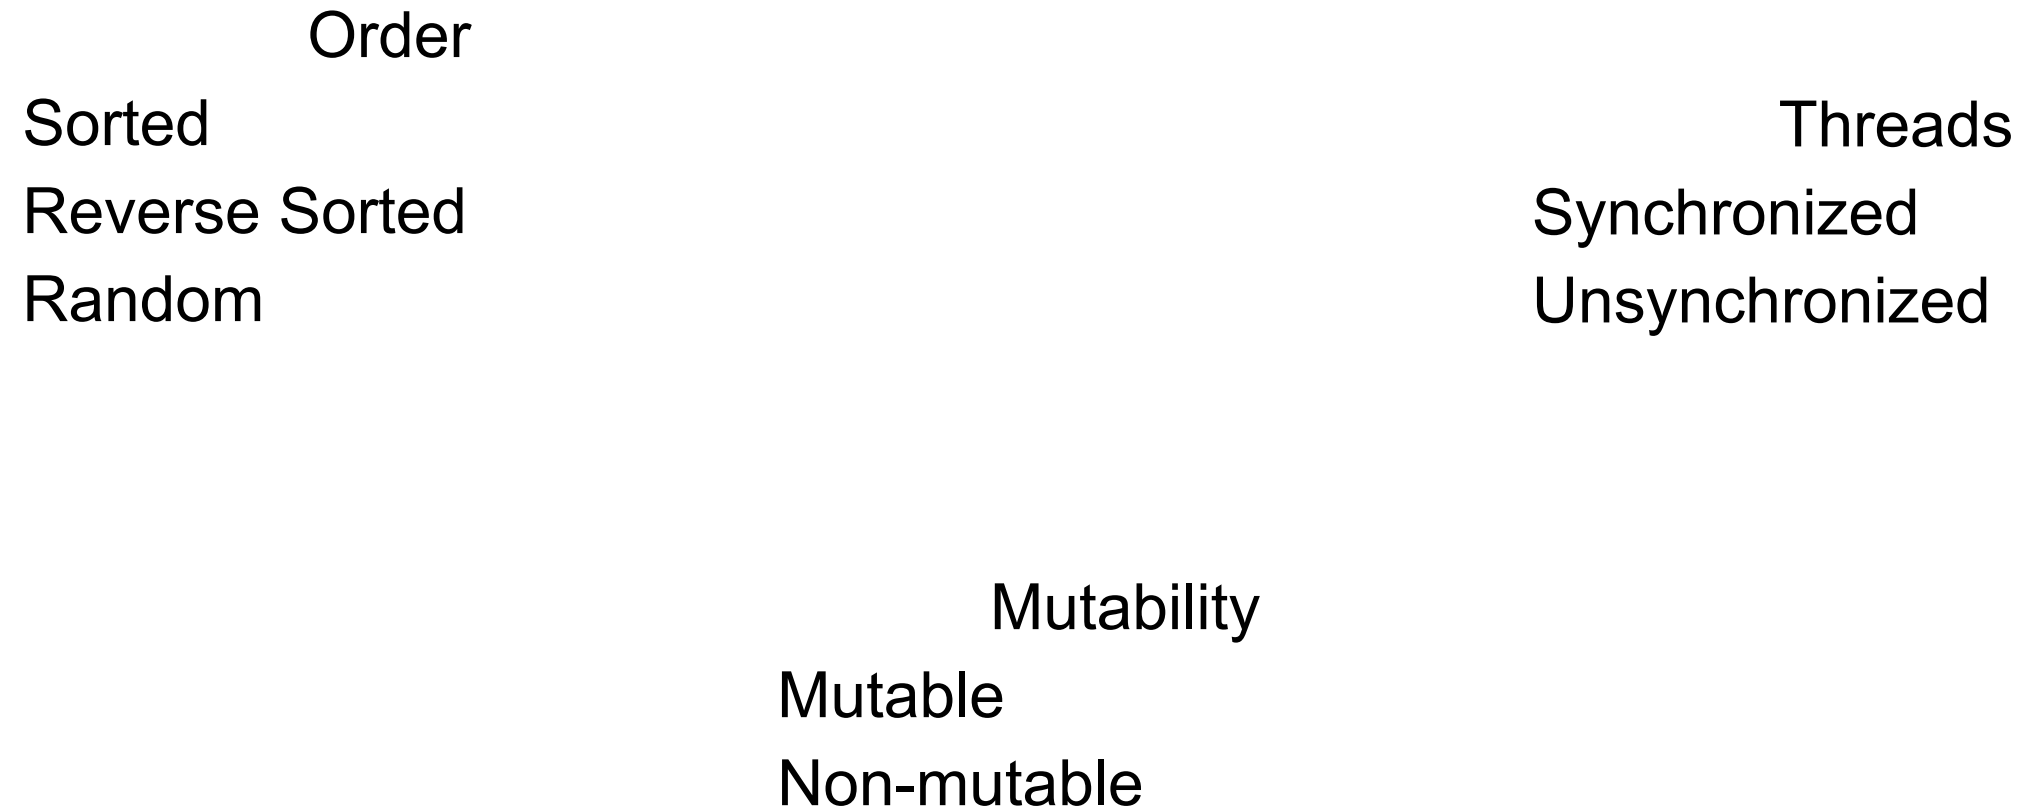 Order
Sorted
Reverse Sorted
Random
Threads
Synchronized
Unsynchronized
Mutability
Mutable
Non-mutable